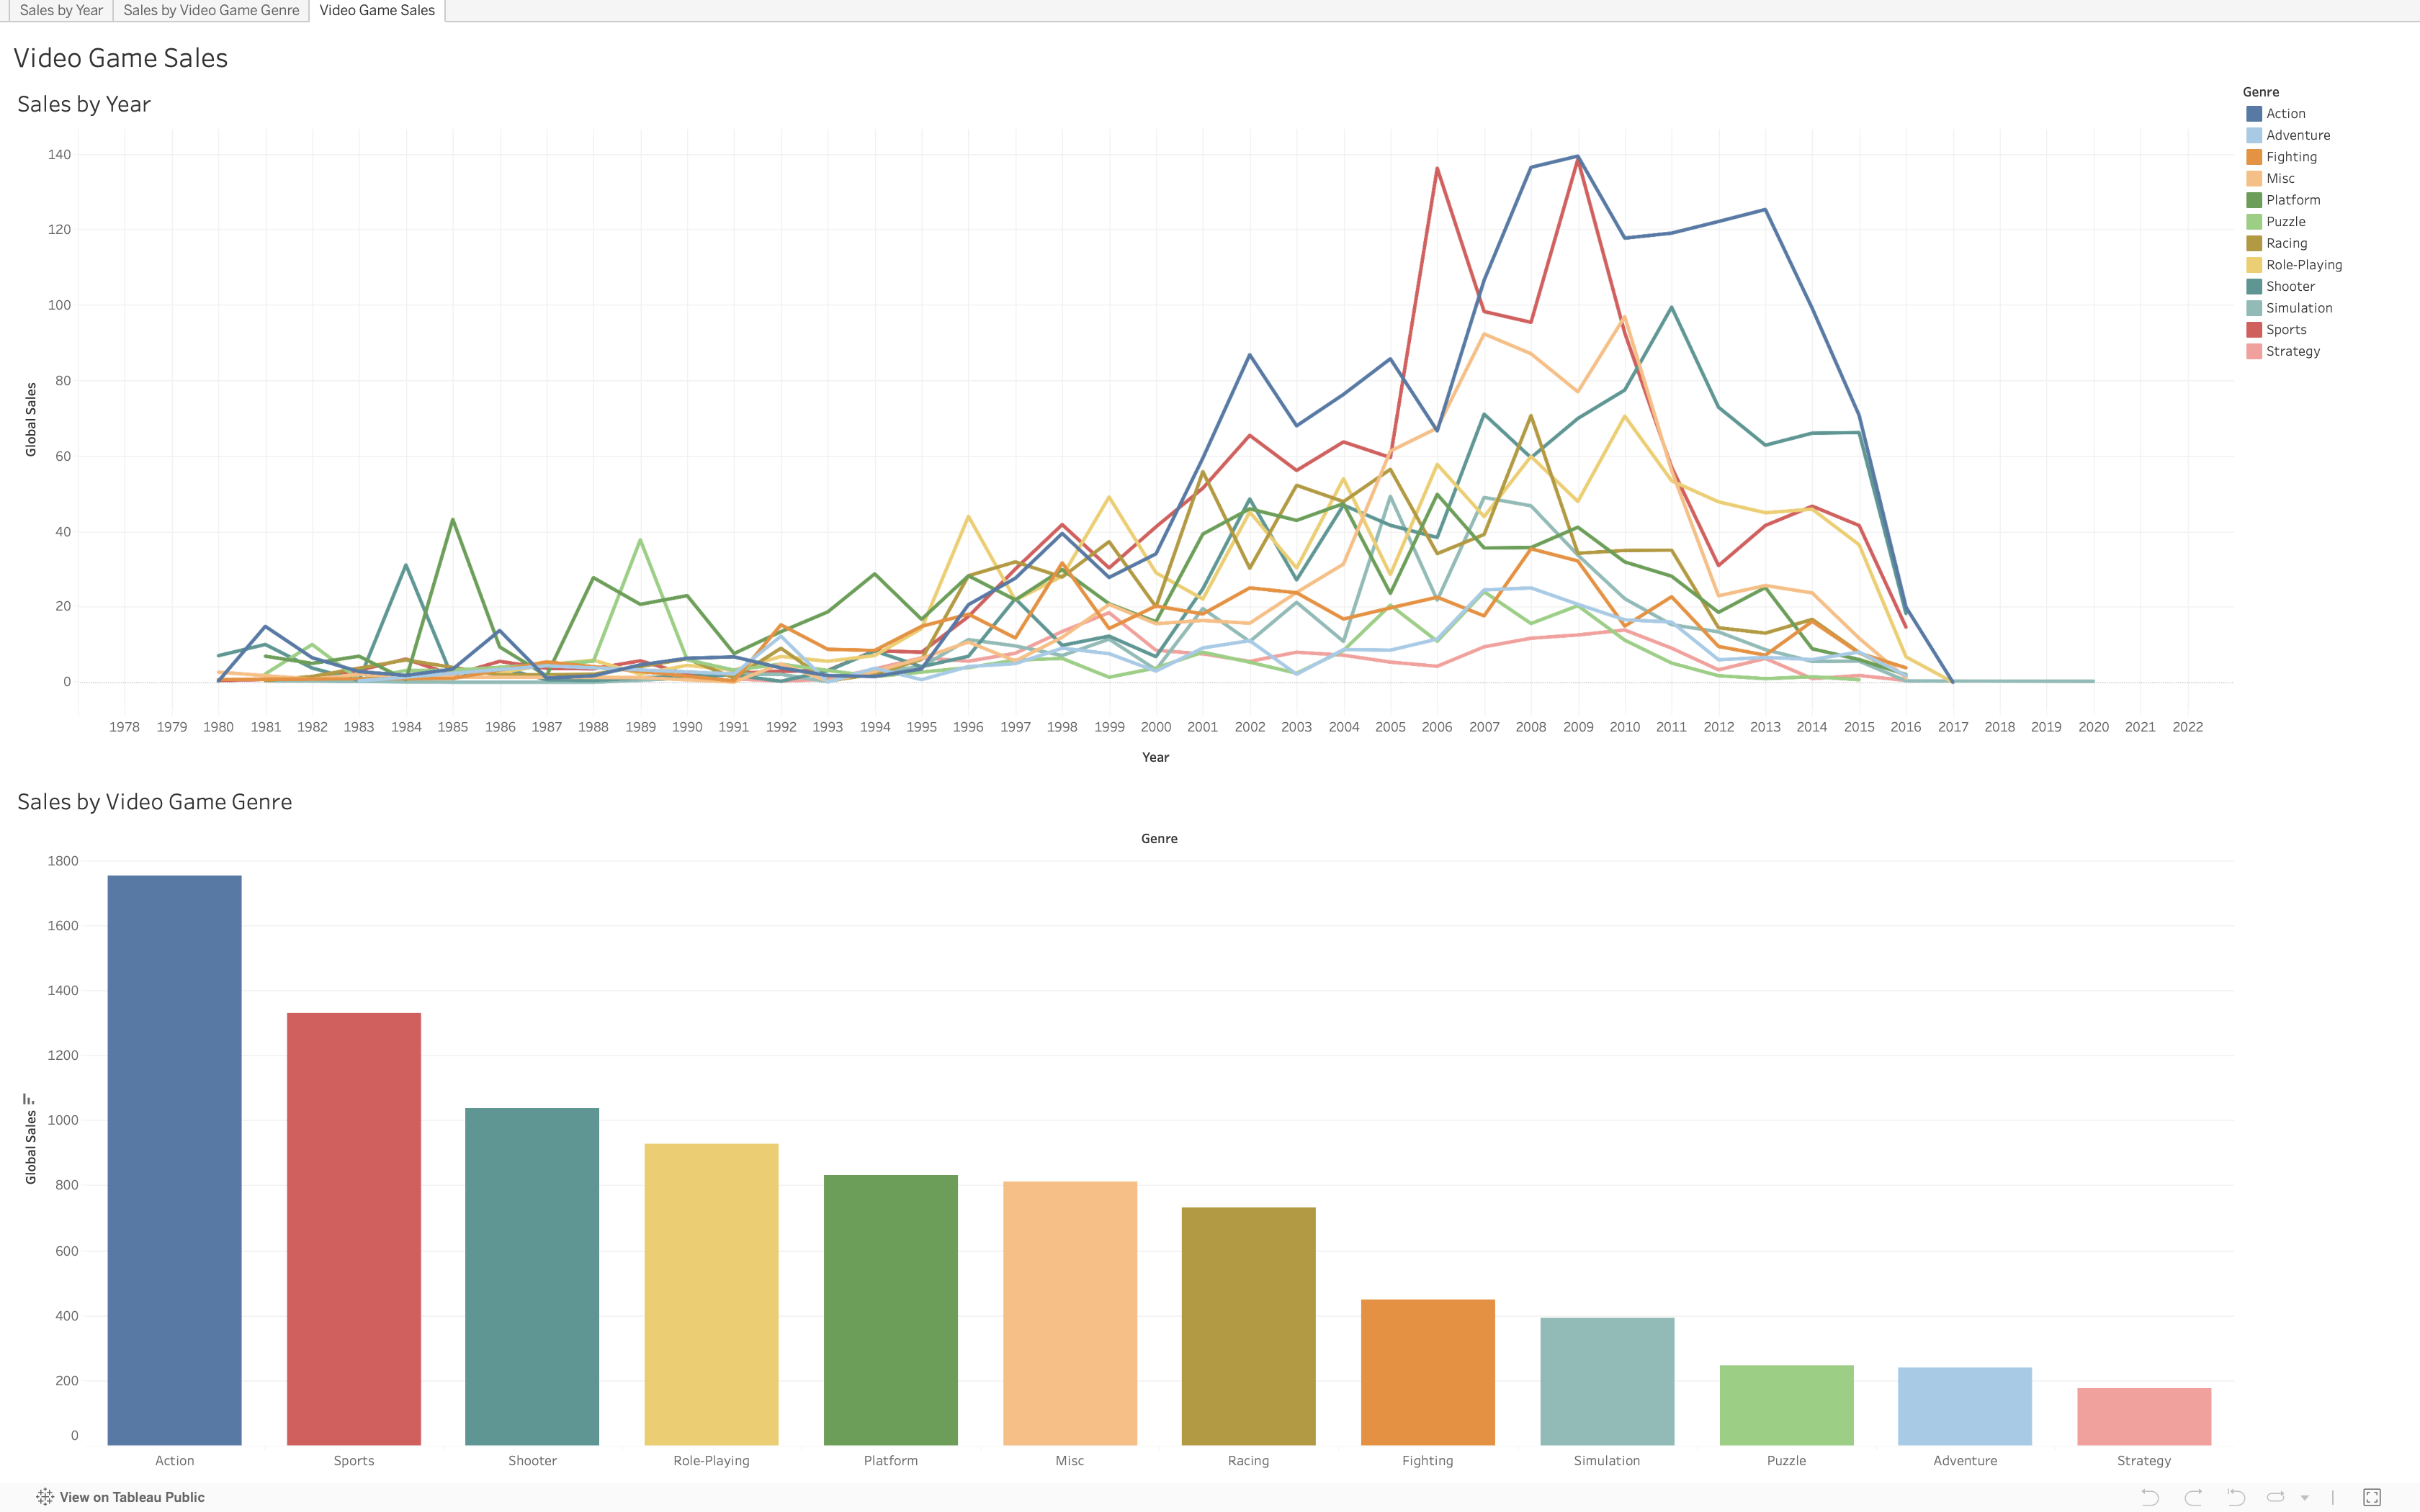 Sales by Year
Sales by Video Game Genre
Video Game Sales
Video Game Sales
Sales by Year
Genre
Action
Adventure
Fighting
Misc
Platform
Puzzle
Racing
Role-Playing
Shooter
Simulation
Sports
Strategy
140
120
100
80
60
40
20
0
Global Sales
1978 1979 1980 1981 1982 1983 1984 1985 1986 1987 1988 1989 1990 1991 1992 1993 1994 1995 1996 1997 1998 1999 2000 2001 2002 2003 2004 2005 2006 2007 2008 2009 2010 2011 2012 2013 2014 2015 2016 2017 2018 2019 2020 2021 2022
Year
Sales by Video Game Genre
Genre
1800
1600
1400
1200
1000
800
600
400
200
0
Global Sales
Action Sports Shooter Role-Playing Platform Misc Racing Fighting Simulation Puzzle Adventure Strategy
View on Tableau Public